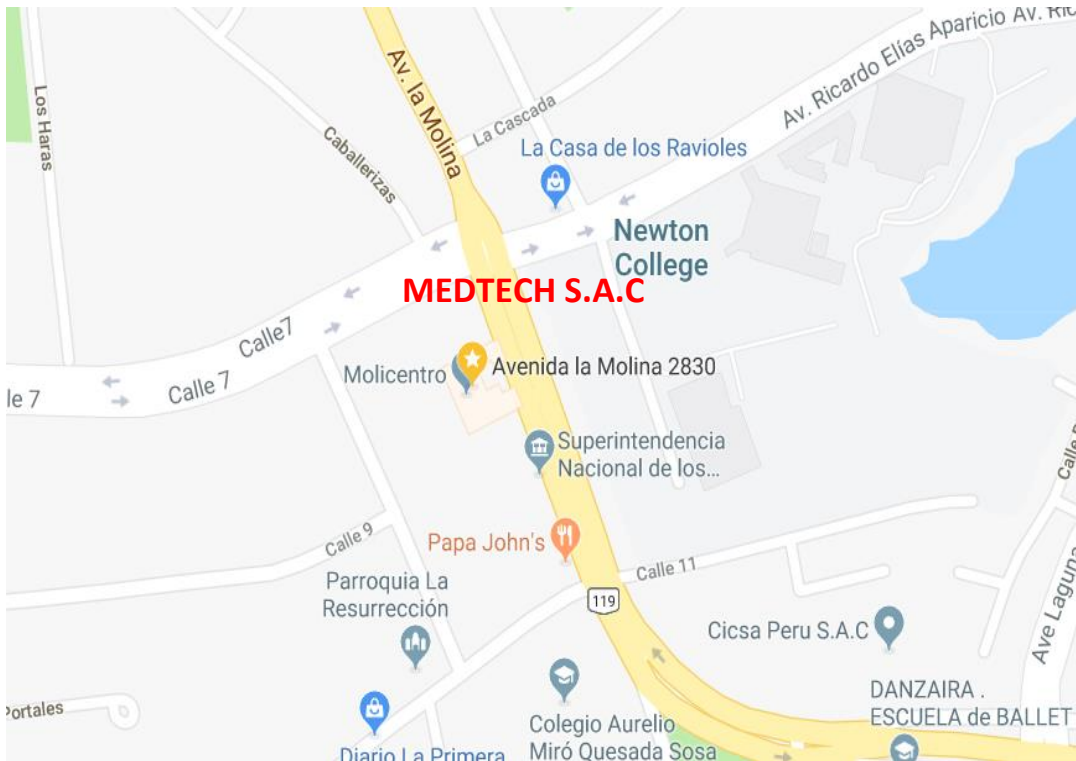 Av. Ricardo Elías Aparicio
Av. Ric
Av. la Molina
Los Haras
Caballerizas
La Cascada
La Casa de los Ravioles
Newton
College
MEDTECH S.A.C
Calle7
Calle 7
le 7
Molicentro
Avenida la Molina 2830
Superintendencia
Nacional de los...
Calle 9
Papa John's
Calle 11
119
Parroquia La
Resurrección
Cicsa Peru S.A.C
Ave Laguna
Portales
DANZAIRA .
ESCUELA de BALLET
Colegio Aurelio
Miró Quesada Sosa
Diario La Primera